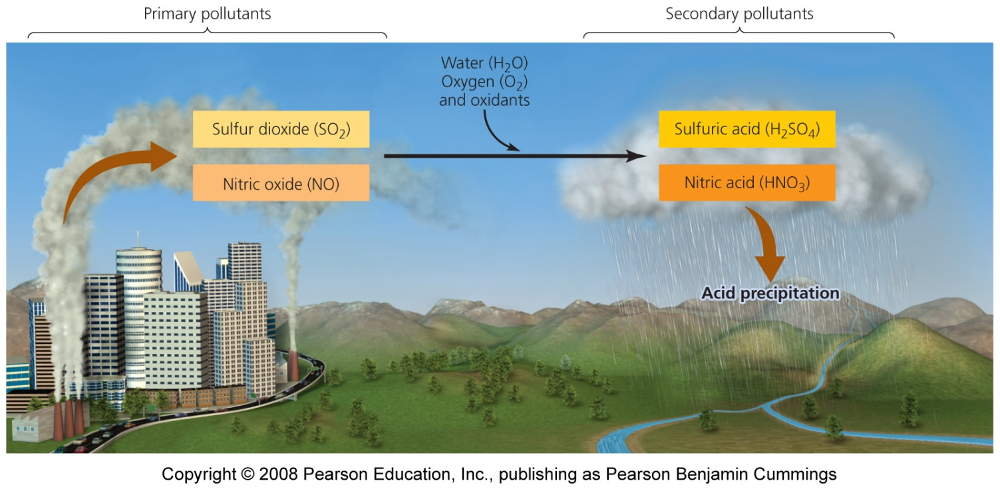 Primary pollutants
Secondary pollutants
Water (H₂O)
Oxygen (O₂)
and oxidants
Sulfur dioxide (SO₂)
Nitric oxide (NO)
Sulfuric acid (H₂SO₄)
Nitric acid (HNO₃)
Acid precipitation
Copyright © 2008 Pearson Education, Inc., publishing as Pearson Benjamin Cummings